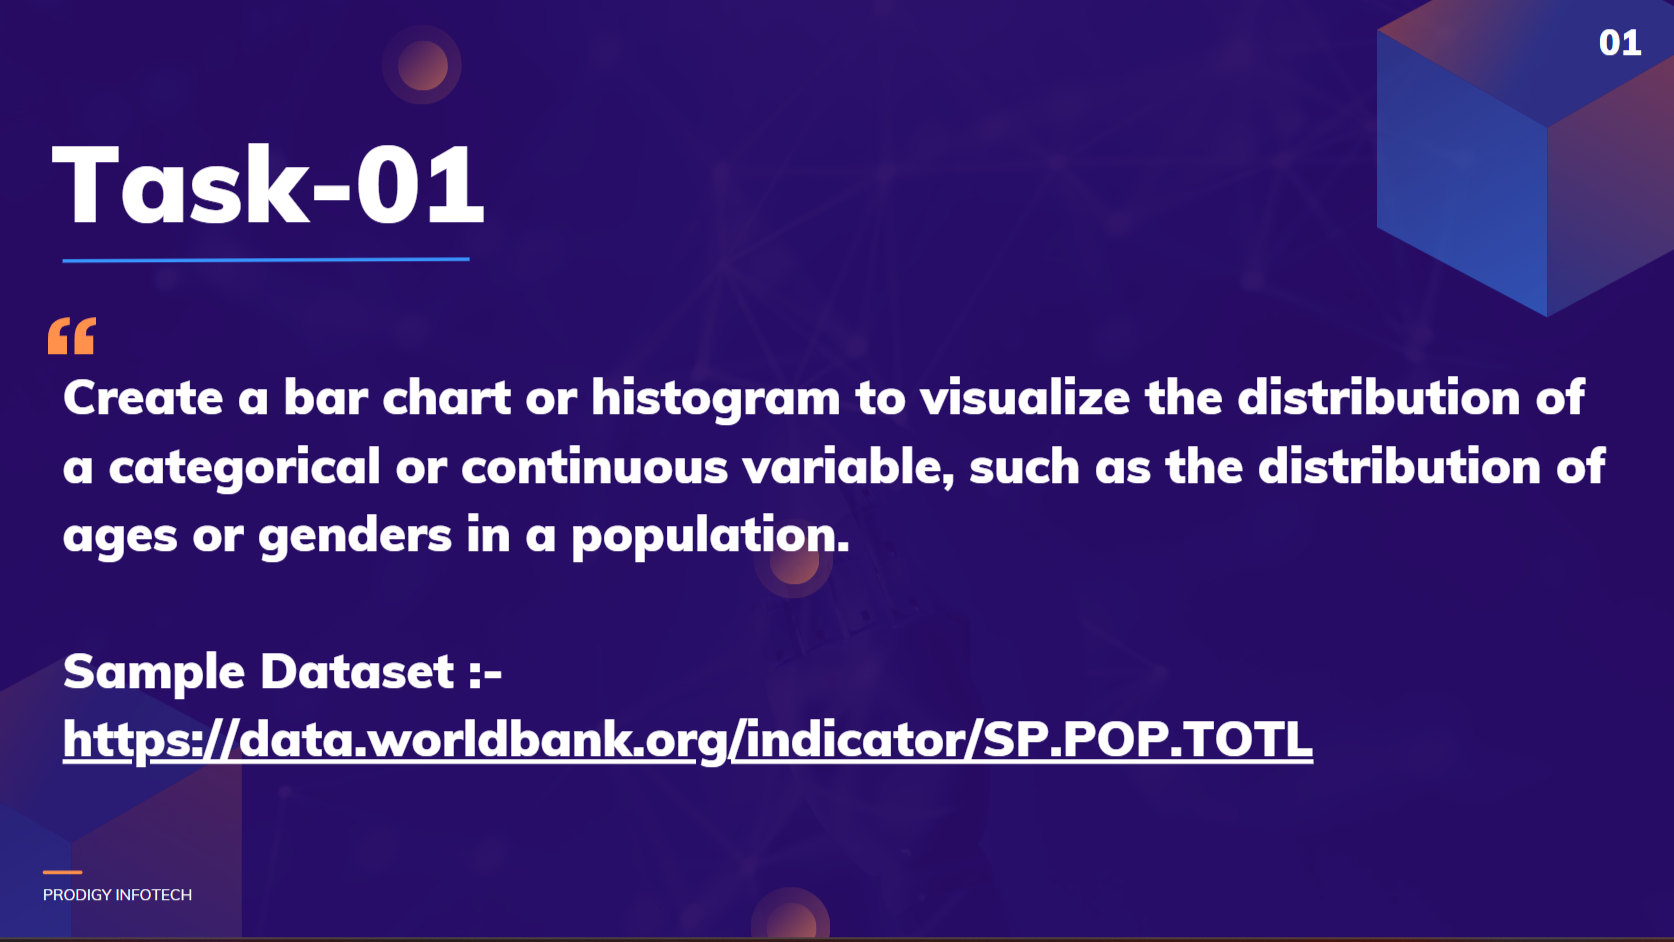 01
Task-01
“
Create a bar chart or histogram to visualize the distribution of
a categorical or continuous variable, such as the distribution of
ages or genders in a population.
Sample Dataset :-
https://data.worldbank.org/indicator/SP.POP.TOTL
PRODIGY INFOTECH